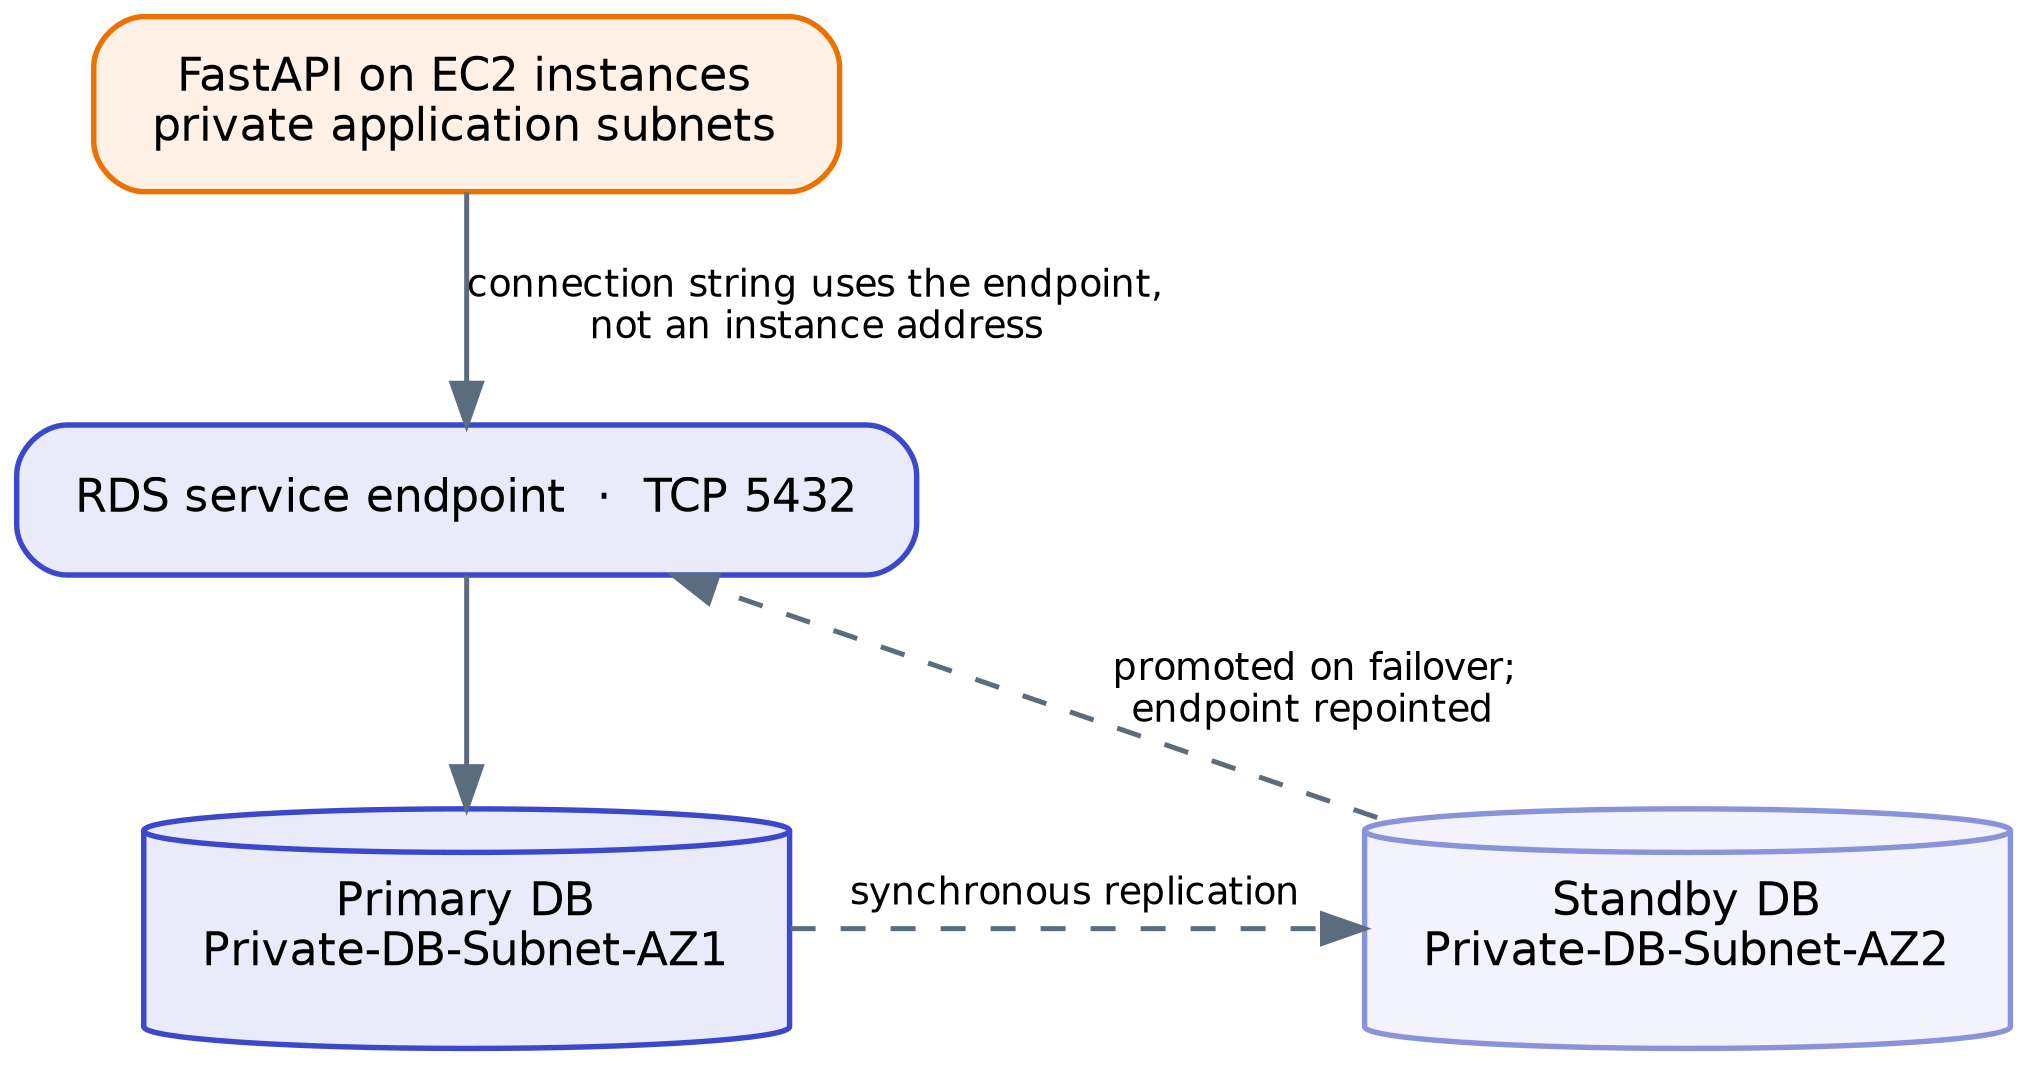 FastAPI on EC2 instances
private application subnets
connection string uses the endpoint,
not an instance address
RDS service endpoint · TCP 5432
promoted on failover;
endpoint repointed
Primary DB
Private-DB-Subnet-AZ1
synchronous replication
Standby DB
Private-DB-Subnet-AZ2